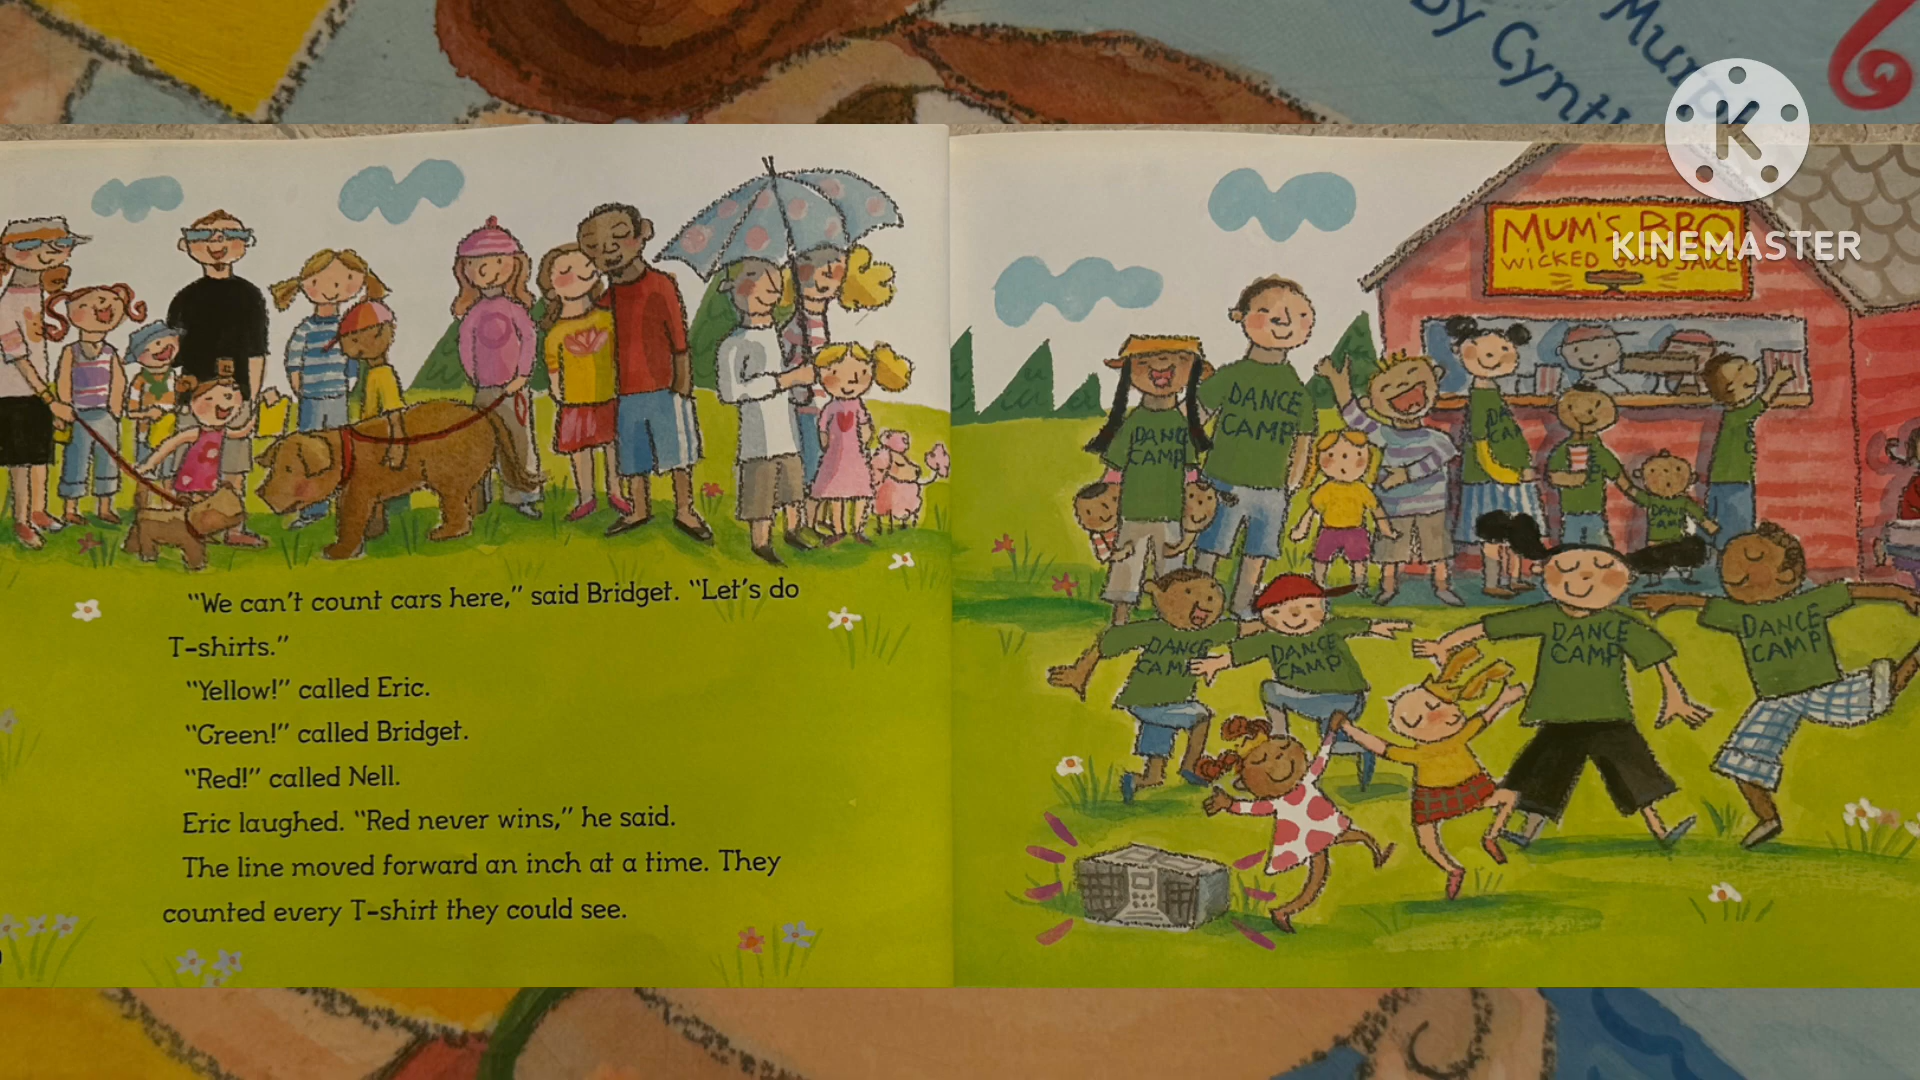 Mur
by Cynt
K
KINEMASTER
MUM'S BBQ
WICKED GOOD SAUCE
DANCE
CAMP
DANCE
CAMP
DANCE
CAMP
DANCE
CAMP
DANCE
CAMP
DANCE
CAMP
"We can't count cars here," said Bridget. "Let's do
T-shirts."
"Yellow!" called Eric.
"Green!" called Bridget.
"Red!" called Nell.
Eric laughed. "Red never wins," he said.
The line moved forward an inch at a time. They
counted every T-shirt they could see.